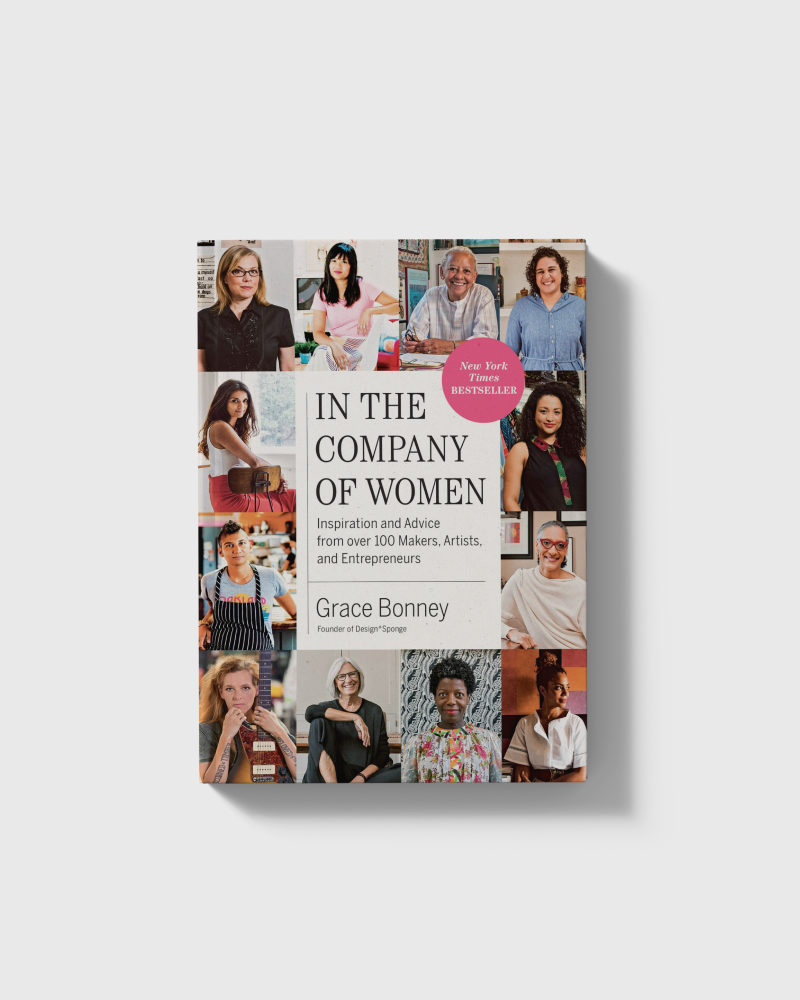 New York
Times
BESTSELLER
IN THE
COMPANY
OF WOMEN
Inspiration and Advice
from over 100 Makers, Artists,
and Entrepreneurs
Grace Bonney
Founder of Design*Sponge